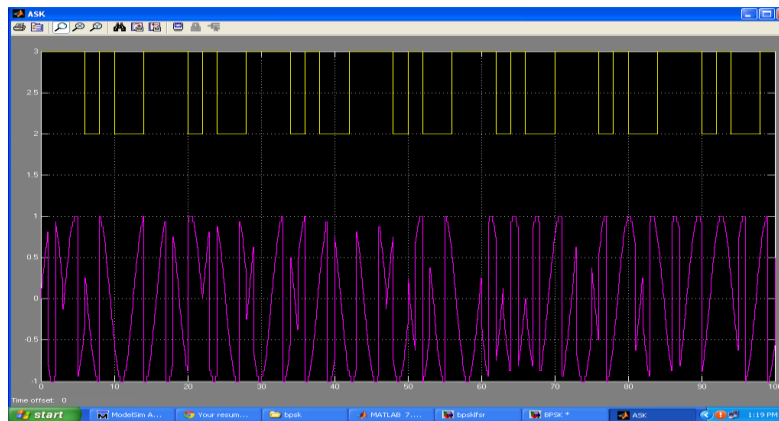 ASK
3
2.5
2
1.5
1
0.5
0
-0.5
-1
0 10 20 30 40 50 60 70 80 90 100
Time offset: 0
start ModelSim A... Your resum... bpsk MATLAB 7.... bpsklfsr BPSK * ASK 1:19 PM